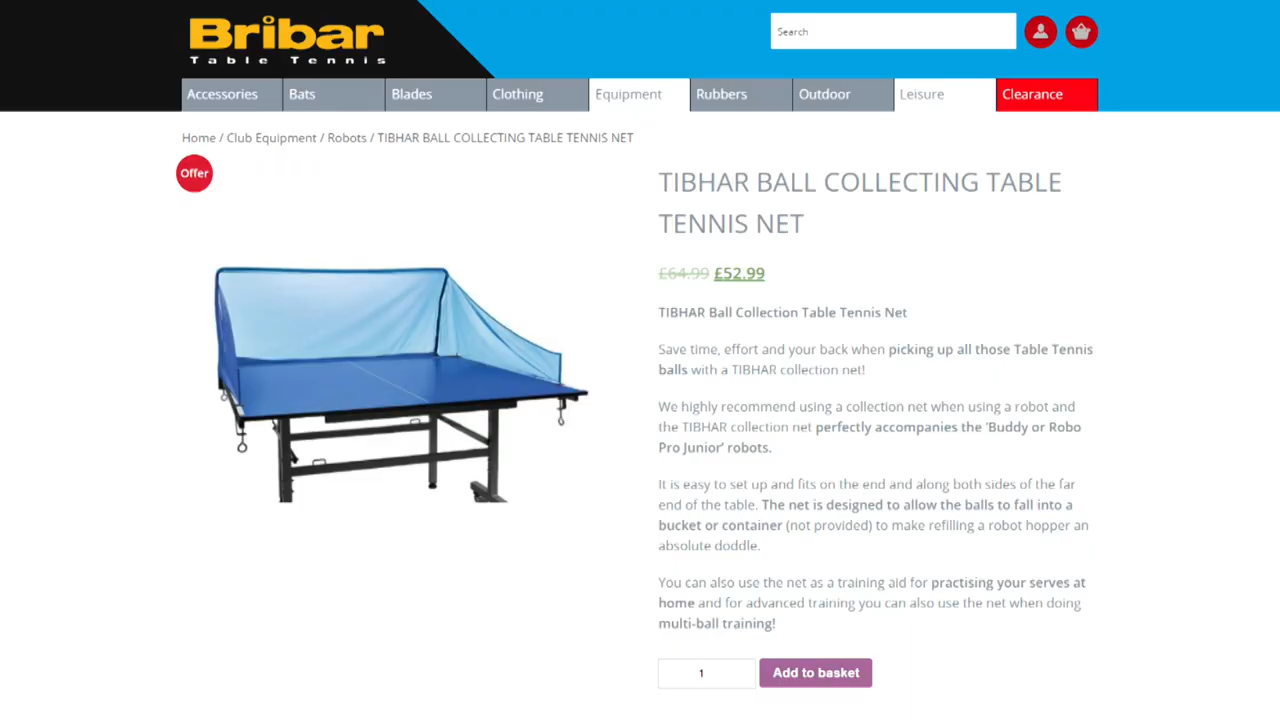 Bribar
Table Tennis
Search
Accessories
Bats
Blades
Clothing
Equipment
Rubbers
Outdoor
Leisure
Clearance
Home / Club Equipment / Robots / TIBHAR BALL COLLECTING TABLE TENNIS NET
Offer
TIBHAR BALL COLLECTING TABLE
TENNIS NET
£64.99 £52.99
TIBHAR Ball Collection Table Tennis Net
Save time, effort and your back when picking up all those Table Tennis
balls with a TIBHAR collection net!
We highly recommend using a collection net when using a robot and
the TIBHAR collection net perfectly accompanies the ‘Buddy or Robo
Pro Junior’ robots.
It is easy to set up and fits on the end and along both sides of the far
end of the table. The net is designed to allow the balls to fall into a
bucket or container (not provided) to make refilling a robot hopper an
absolute doddle.
You can also use the net as a training aid for practising your serves at
home and for advanced training you can also use the net when doing
multi-ball training!
1
Add to basket